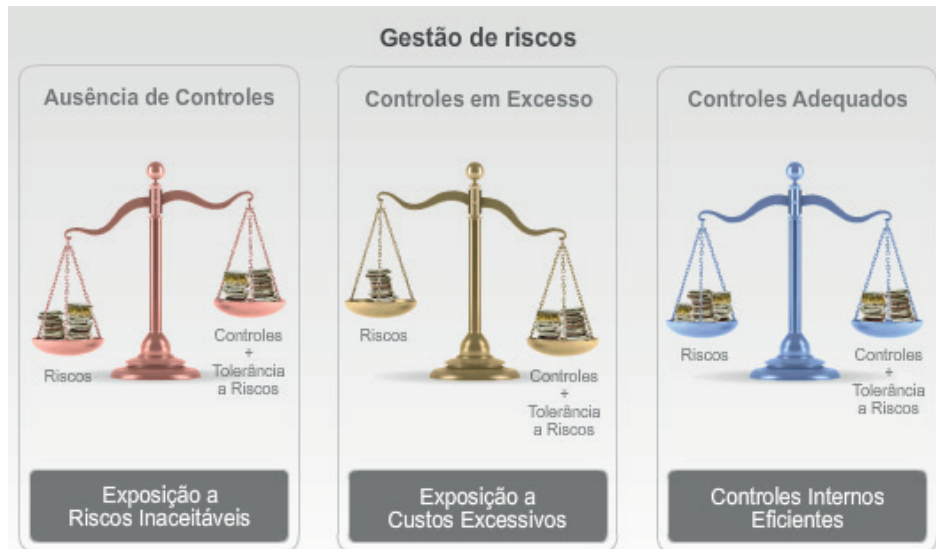 Gestão de riscos
Ausência de Controles
Riscos
Controles
+
Tolerância
a Riscos
Exposição a
Riscos Inaceitáveis
Controles em Excesso
Riscos
Controles
+
Tolerância
a Riscos
Exposição a
Custos Excessivos
Controles Adequados
Riscos
Controles
+
Tolerância
a Riscos
Controles Internos
Eficientes